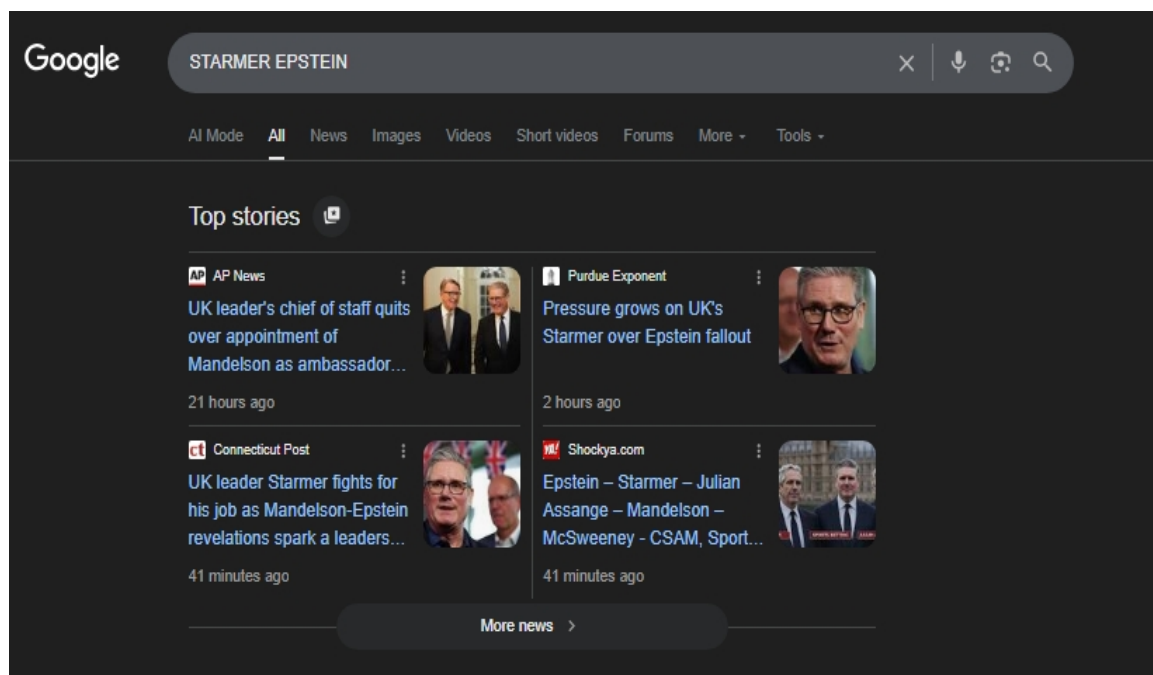 Google
STARMER EPSTEIN
AI Mode All News Images Videos Short videos Forums More Tools
Top stories
AP AP News
UK leader's chief of staff quits
over appointment of
Mandelson as ambassador...
21 hours ago
Purdue Exponent
Pressure grows on UK's
Starmer over Epstein fallout
2 hours ago
ct Connecticut Post
UK leader Starmer fights for
his job as Mandelson-Epstein
revelations spark a leaders...
41 minutes ago
Shockya.com
Epstein – Starmer – Julian
Assange – Mandelson –
McSweeney - CSAM, Sport...
SPORTS BETTING
41 minutes ago
More news